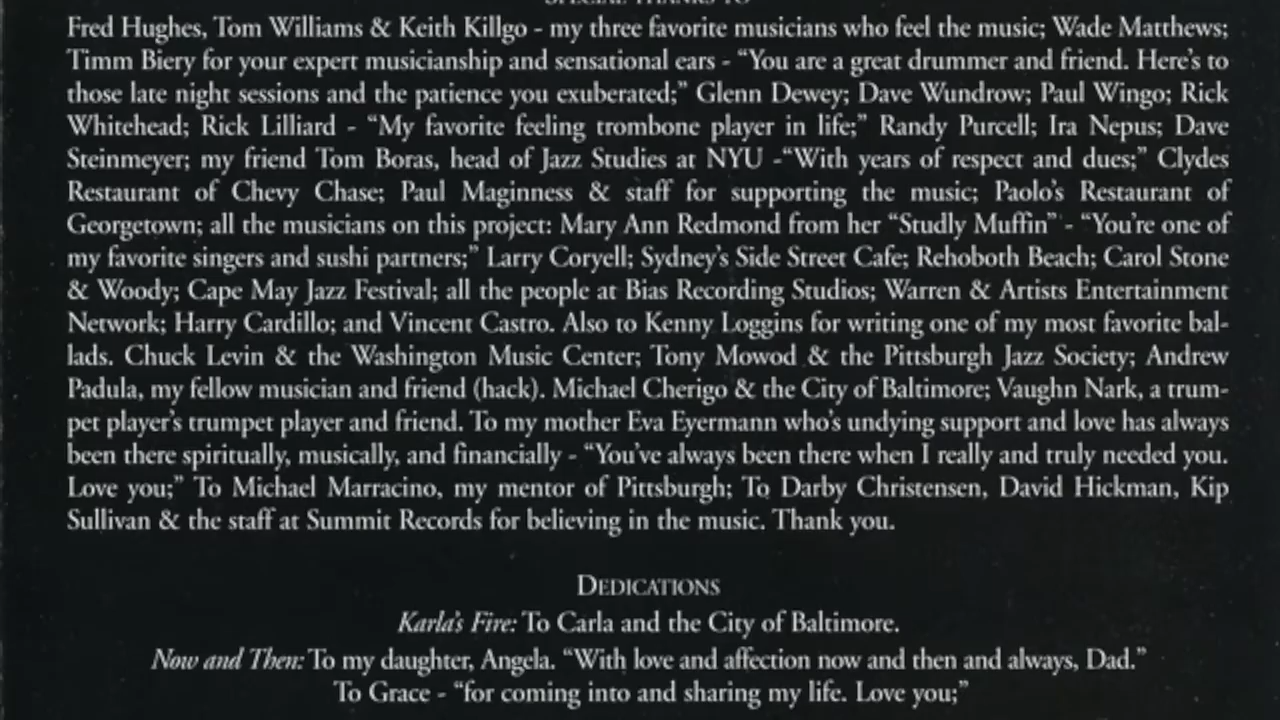 SPECIAL THANKS TO
Fred Hughes, Tom Williams & Keith Killgo - my three favorite musicians who feel the music; Wade Matthews;
Timm Biery for your expert musicianship and sensational ears - “You are a great drummer and friend. Here's to
those late night sessions and the patience you exuberated;” Glenn Dewey; Dave Wundrow; Paul Wingo; Rick
Whitehead; Rick Lilliard - “My favorite feeling trombone player in life;” Randy Purcell; Ira Nepus; Dave
Steinmeyer; my friend Tom Boras, head of Jazz Studies at NYU -“With years of respect and dues;” Clydes
Restaurant of Chevy Chase; Paul Maginness & staff for supporting the music; Paolo's Restaurant of
Georgetown; all the musicians on this project: Mary Ann Redmond from her “Studly Muffin” - “You're one of
my favorite singers and sushi partners;” Larry Coryell; Sydney's Side Street Cafe; Rehoboth Beach; Carol Stone
& Woody; Cape May Jazz Festival; all the people at Bias Recording Studios; Warren & Artists Entertainment
Network; Harry Cardillo; and Vincent Castro. Also to Kenny Loggins for writing one of my most favorite bal-
lads. Chuck Levin & the Washington Music Center; Tony Mowod & the Pittsburgh Jazz Society; Andrew
Padula, my fellow musician and friend (hack). Michael Cherigo & the City of Baltimore; Vaughn Nark, a trum-
pet player's trumpet player and friend. To my mother Eva Eyermann who's undying support and love has always
been there spiritually, musically, and financially - “You've always been there when I really and truly needed you.
Love you;” To Michael Marracino, my mentor of Pittsburgh; To Darby Christensen, David Hickman, Kip
Sullivan & the staff at Summit Records for believing in the music. Thank you.
DEDICATIONS
Karla's Fire: To Carla and the City of Baltimore.
Now and Then: To my daughter, Angela. “With love and affection now and then and always, Dad.”
To Grace - “for coming into and sharing my life. Love you;”